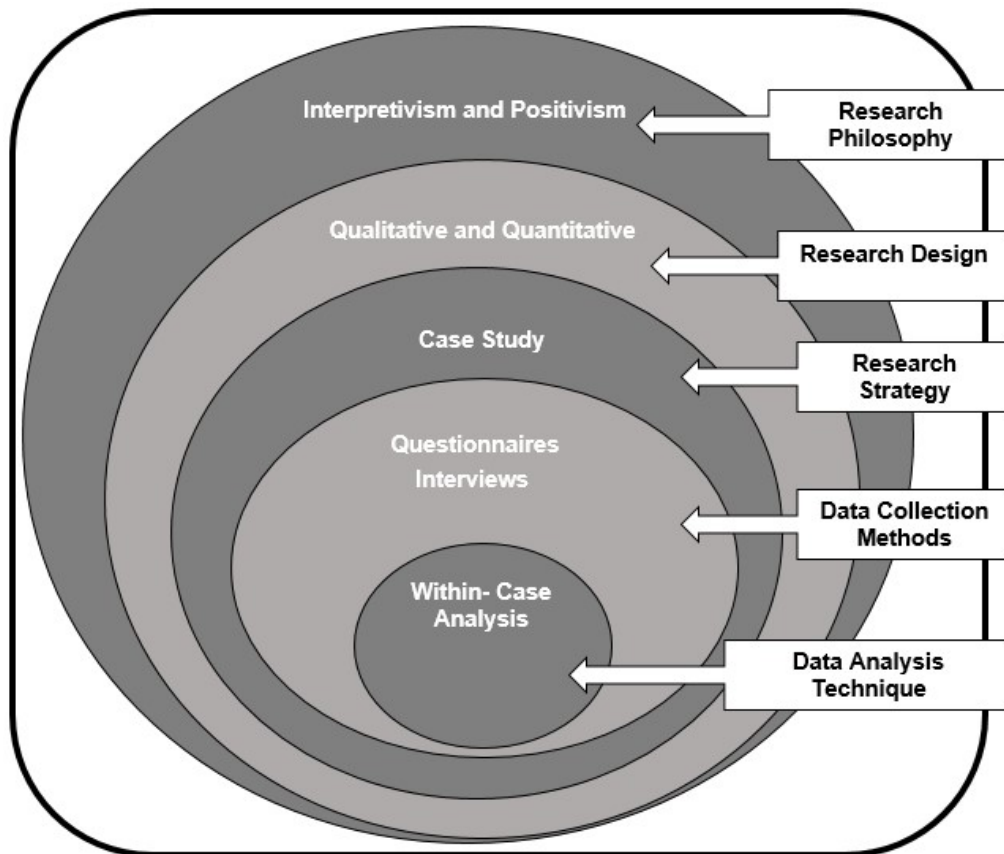 Interpretivism and Positivism
Research
Philosophy
Qualitative and Quantitative
Research Design
Case Study
Research
Strategy
Questionnaires
Interviews
Data Collection
Methods
Within- Case
Analysis
Data Analysis
Technique